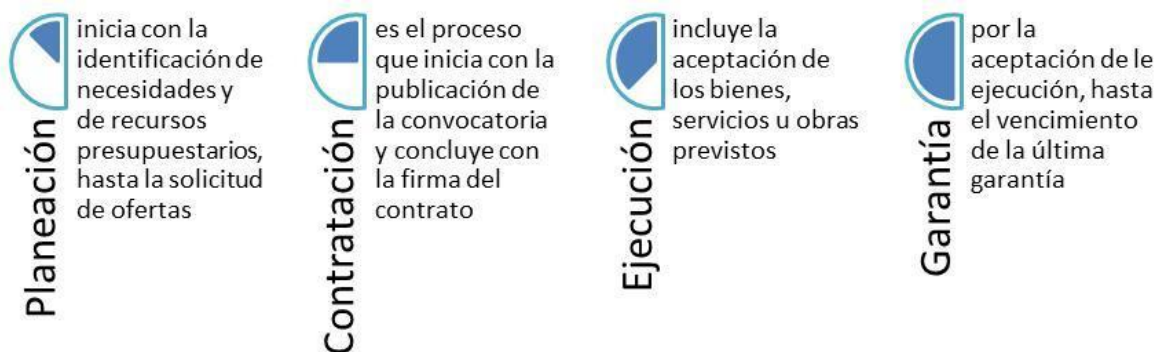 Planeación
inicia con la
identificación de
necesidades y
de recursos
presupuestarios,
hasta la solicitud
de ofertas
Contratación
es el proceso
que inicia con la
publicación de
la convocatoria
y concluye con
la firma del
contrato
Ejecución
incluye la
aceptación de
los bienes,
servicios u obras
previstos
Garantía
por la
aceptación de le
ejecución, hasta
el vencimiento
de la última
garantía